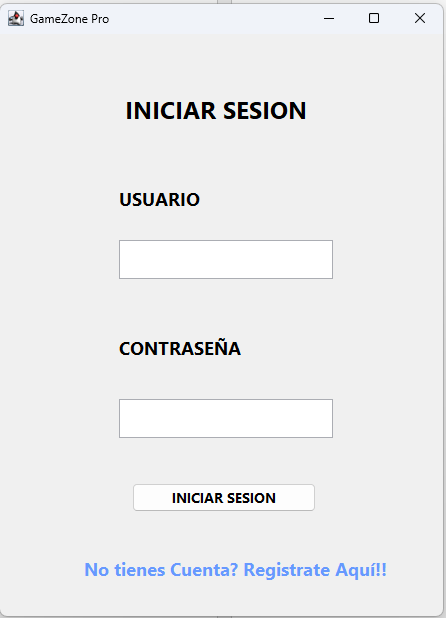 GameZone Pro
INICIAR SESION
USUARIO
CONTRASEÑA
INICIAR SESION
No tienes Cuenta? Registrate Aquí!!